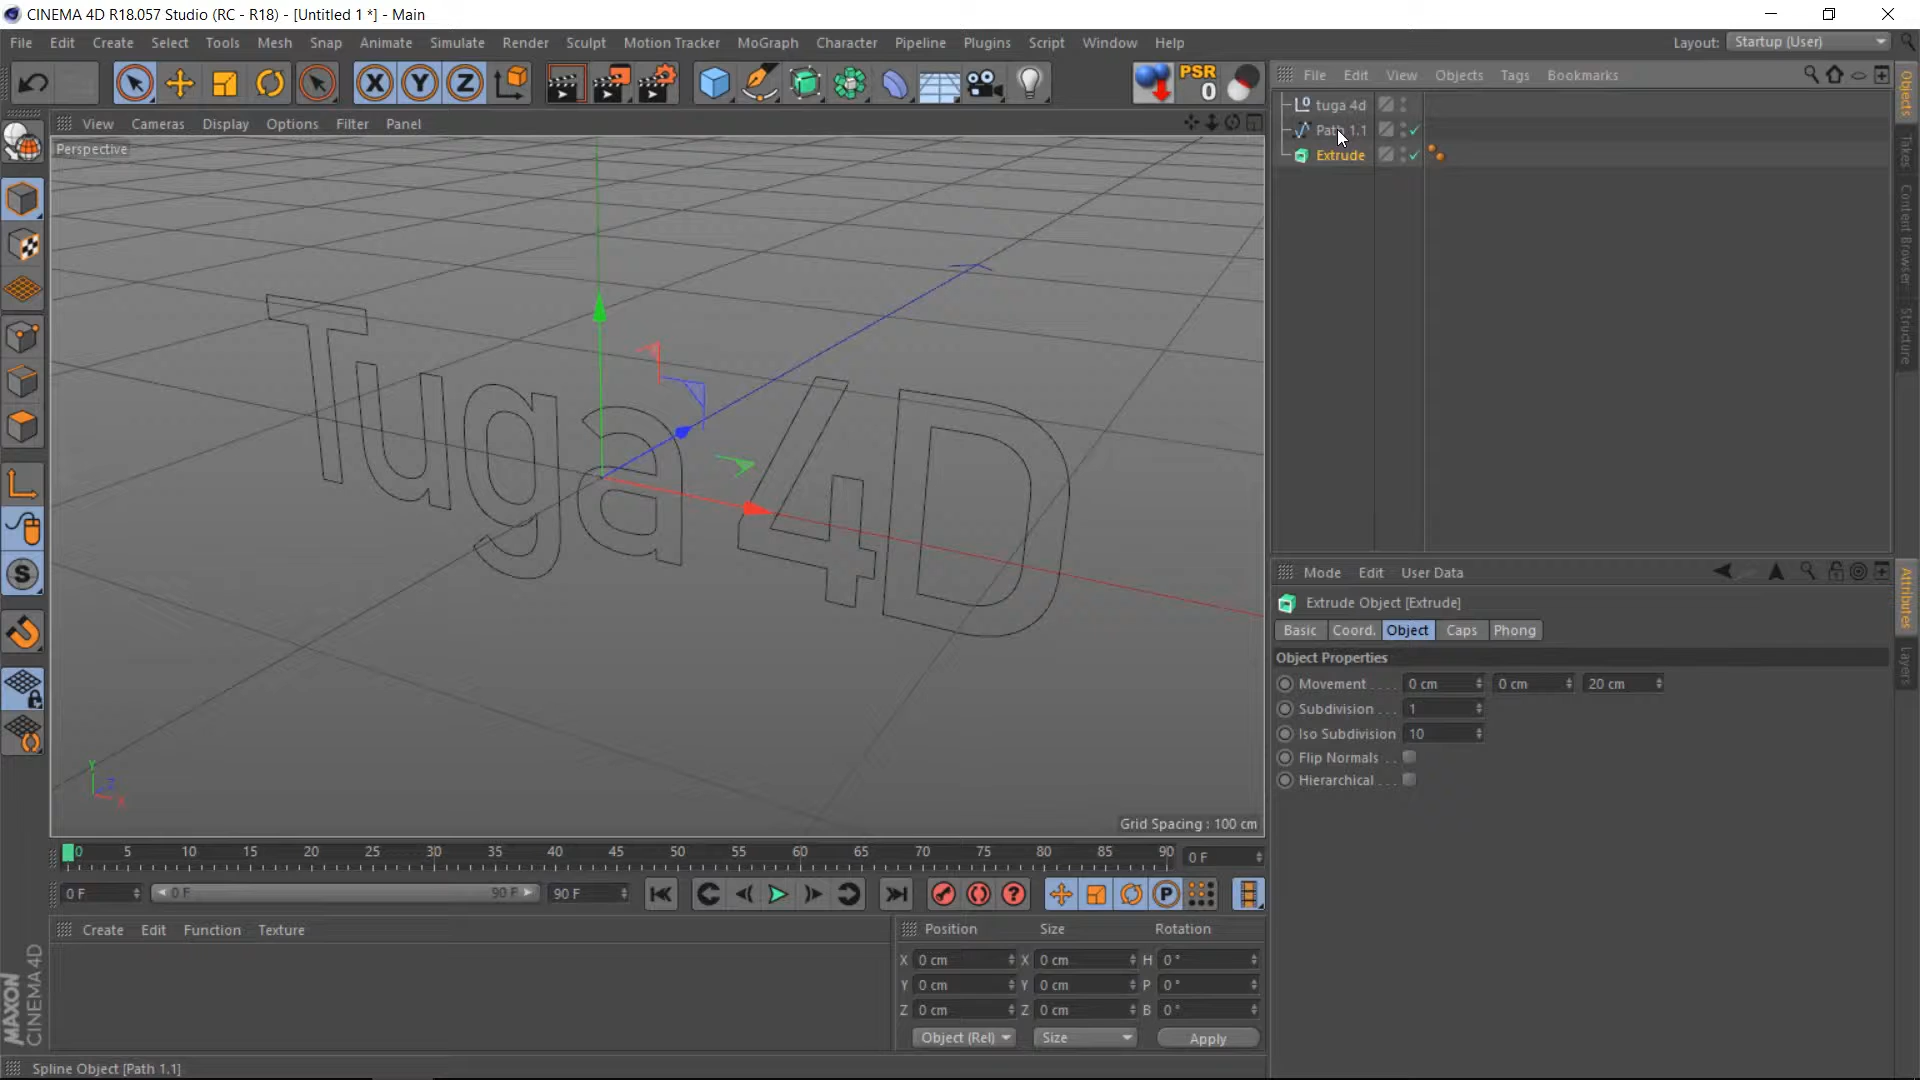 CINEMA 4D R18.057 Studio (RC - R18) - [Untitled 1 *] - Main
File Edit Create Select Tools Mesh Snap Animate Simulate Render Sculpt Motion Tracker MoGraph Character Pipeline Plugins Script Window Help Layout: Startup (User)
X Y Z PSR 0
File Edit View Objects Tags Bookmarks
View Cameras Display Options Filter Panel
Perspective
tuga 4d
Path 1.1
Extrude
Objects
Takes
Content Browser
Structure
Tuga 4D
Mode Edit User Data
Extrude Object [Extrude]
Basic Coord. Object Caps Phong
Object Properties
Movement 0 cm 0 cm 20 cm
Subdivision 1
Iso Subdivision 10
Flip Normals
Hierarchical
Attributes
Layers
Y Z X
Grid Spacing : 100 cm
0 5 10 15 20 25 30 35 40 45 50 55 60 65 70 75 80 85 90 0 F
0 F 0 F 90 F 90 F
Create Edit Function Texture
Position Size Rotation
X 0 cm X 0 cm H 0 °
Y 0 cm Y 0 cm P 0 °
Z 0 cm Z 0 cm B 0 °
Object (Rel) Size Apply
MAXON CINEMA 4D
Spline Object [Path 1.1]